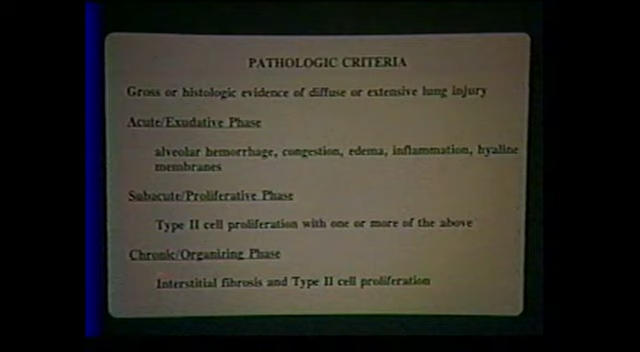 PATHOLOGIC CRITERIA
Gross or histologic evidence of diffuse or extensive lung injury
Acute/Exudative Phase
alveolar hemorrhage, congestion, edema, inflammation, hyaline
membranes
Subacute/Proliferative Phase
Type II cell proliferation with one or more of the above
Chronic/Organizing Phase
Interstitial fibrosis and Type II cell proliferation